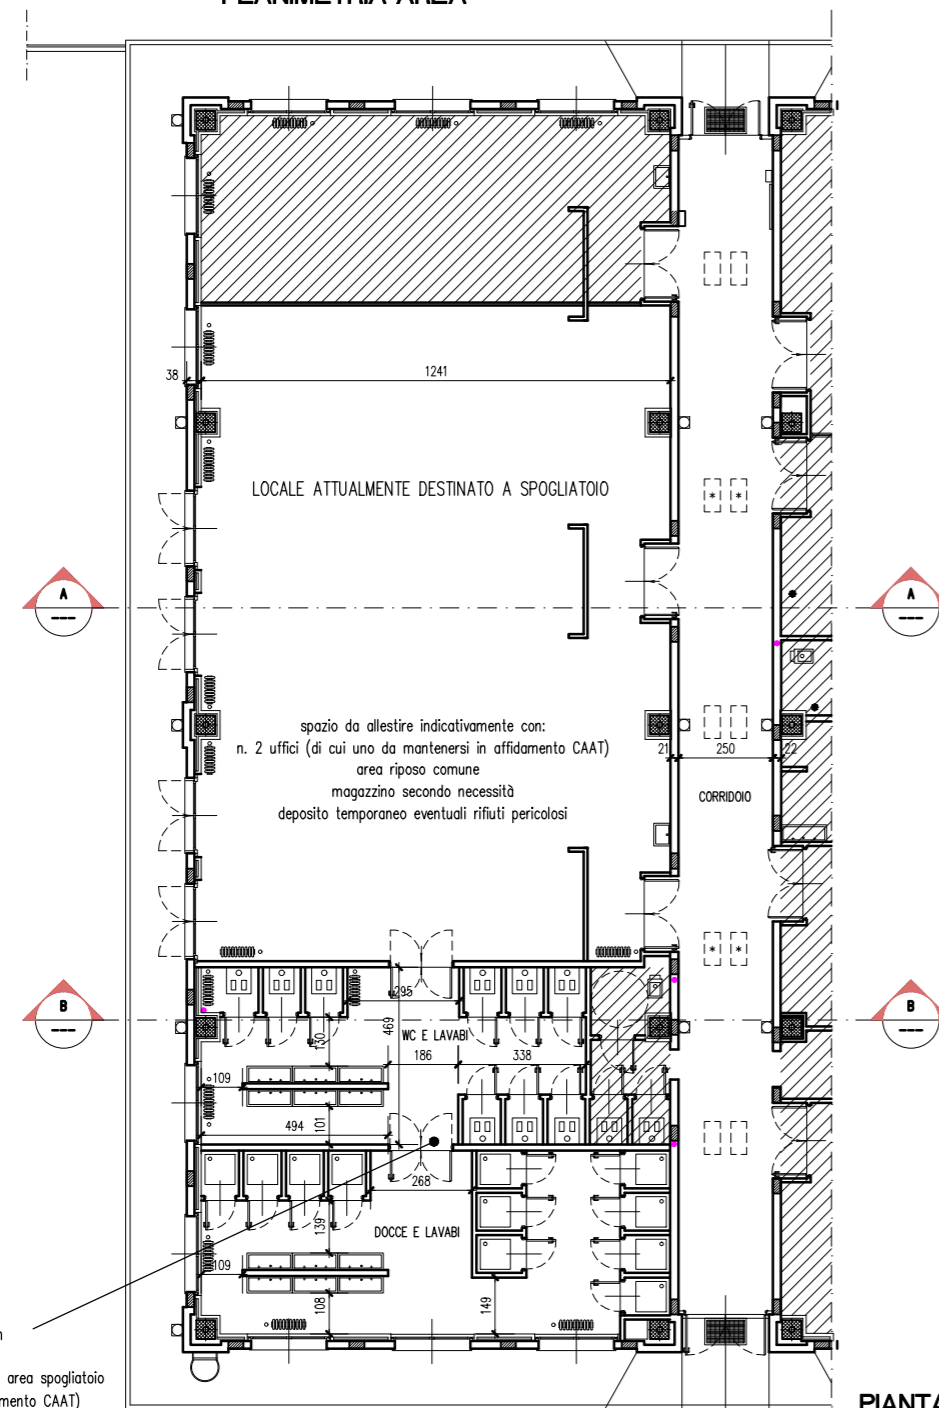 PLANIMETRIA AREA
38
1241
LOCALE ATTUALMENTE DESTINATO A SPOGLIATOIO
* *
A
---
A
---
spazio da allestire indicativamente con:
n. 2 uffici (di cui uno da mantenersi in affidamento CAAT)
area riposo comune
magazzino secondo necessità
deposito temporaneo eventuali rifiuti pericolosi
21
250
22
CORRIDOIO
* *
B
---
B
---
295
469
130
WC E LAVABI
186
338
109
494
101
268
139
DOCCE E LAVABI
109
108
149
area spogliatoio
mento CAAT)
PIANTA